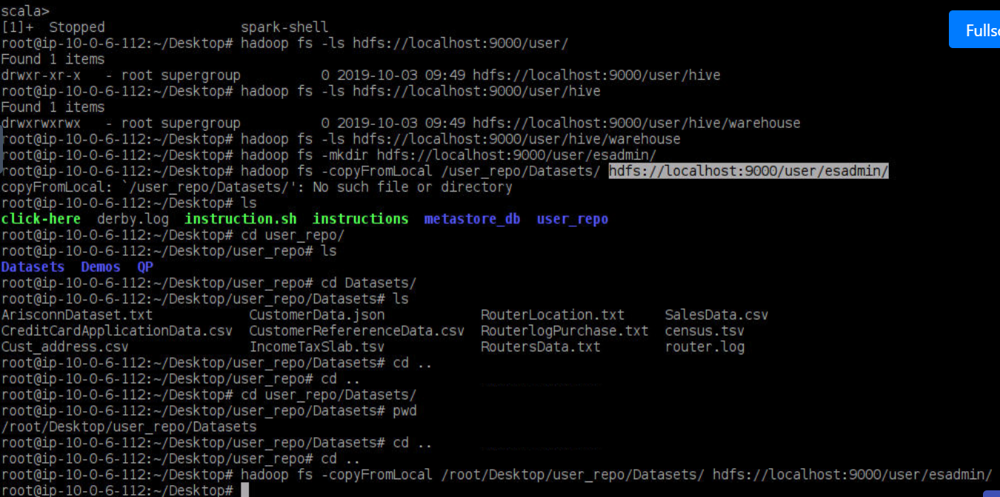 scala>
[1]+  Stopped                 spark-shell
root@ip-10-0-6-112:~/Desktop# hadoop fs -ls hdfs://localhost:9000/user/
Found 1 items
drwxr-xr-x   - root supergroup          0 2019-10-03 09:49 hdfs://localhost:9000/user/hive
root@ip-10-0-6-112:~/Desktop# hadoop fs -ls hdfs://localhost:9000/user/hive
Found 1 items
drwxrwxrwx   - root supergroup          0 2019-10-03 09:49 hdfs://localhost:9000/user/hive/warehouse
root@ip-10-0-6-112:~/Desktop# hadoop fs -ls hdfs://localhost:9000/user/hive/warehouse
root@ip-10-0-6-112:~/Desktop# hadoop fs -mkdir hdfs://localhost:9000/user/esadmin/
root@ip-10-0-6-112:~/Desktop# hadoop fs -copyFromLocal /user_repo/Datasets/ hdfs://localhost:9000/user/esadmin/
copyFromLocal: `/user_repo/Datasets/': No such file or directory
root@ip-10-0-6-112:~/Desktop# ls
click-here  derby.log  instruction.sh  instructions  metastore_db  user_repo
root@ip-10-0-6-112:~/Desktop# cd user_repo/
root@ip-10-0-6-112:~/Desktop/user_repo# ls
Datasets  Demos  QP
root@ip-10-0-6-112:~/Desktop/user_repo# cd Datasets/
root@ip-10-0-6-112:~/Desktop/user_repo/Datasets# ls
ArisconnDataset.txt            CustomerData.json            RouterLocation.txt     SalesData.csv
CreditCardApplicationData.csv  CustomerRefererenceData.csv  RouterlogPurchase.txt  census.tsv
Cust_address.csv               IncomeTaxSlab.tsv            RoutersData.txt        router.log
root@ip-10-0-6-112:~/Desktop/user_repo/Datasets# cd ..
root@ip-10-0-6-112:~/Desktop/user_repo# cd ..
root@ip-10-0-6-112:~/Desktop# cd user_repo/Datasets/
root@ip-10-0-6-112:~/Desktop/user_repo/Datasets# pwd
/root/Desktop/user_repo/Datasets
root@ip-10-0-6-112:~/Desktop/user_repo/Datasets# cd ..
root@ip-10-0-6-112:~/Desktop/user_repo# cd ..
root@ip-10-0-6-112:~/Desktop# hadoop fs -copyFromLocal /root/Desktop/user_repo/Datasets/ hdfs://localhost:9000/user/esadmin/
root@ip-10-0-6-112:~/Desktop#